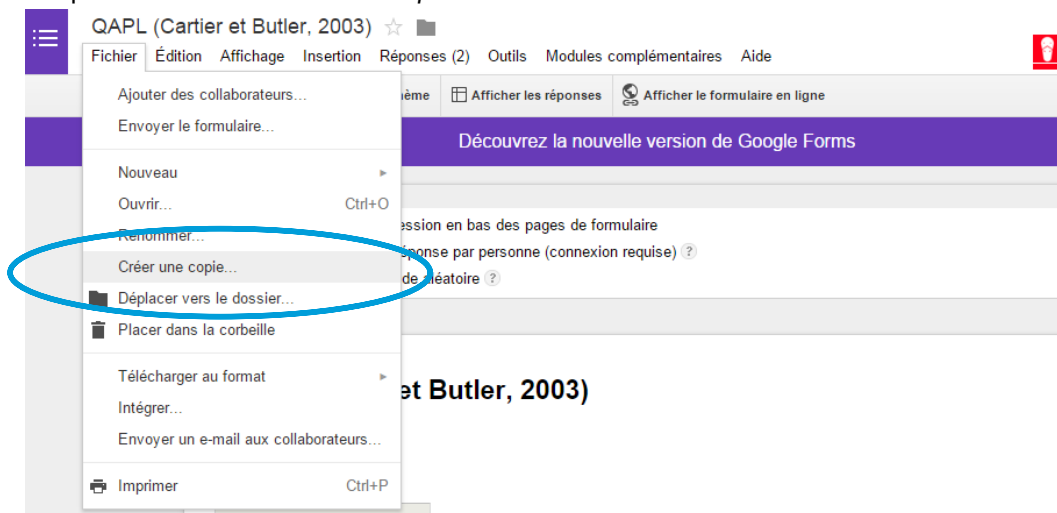 QAPL (Cartier et Butler, 2003)
Fichier Édition Affichage Insertion Réponses (2) Outils Modules complémentaires Aide
Afficher les réponses Afficher le formulaire en ligne
Découvrez la nouvelle version de Google Forms
Ajouter des collaborateurs...
Envoyer le formulaire...
Nouveau
Ouvrir... Ctrl+O
Renommer...
Créer une copie...
Déplacer vers le dossier...
Placer dans la corbeille
Télécharger au format
Intégrer...
Envoyer un e-mail aux collaborateurs...
Imprimer Ctrl+P
en bas des pages de formulaire
par personne (connexion requise) ?
?
et Butler, 2003)